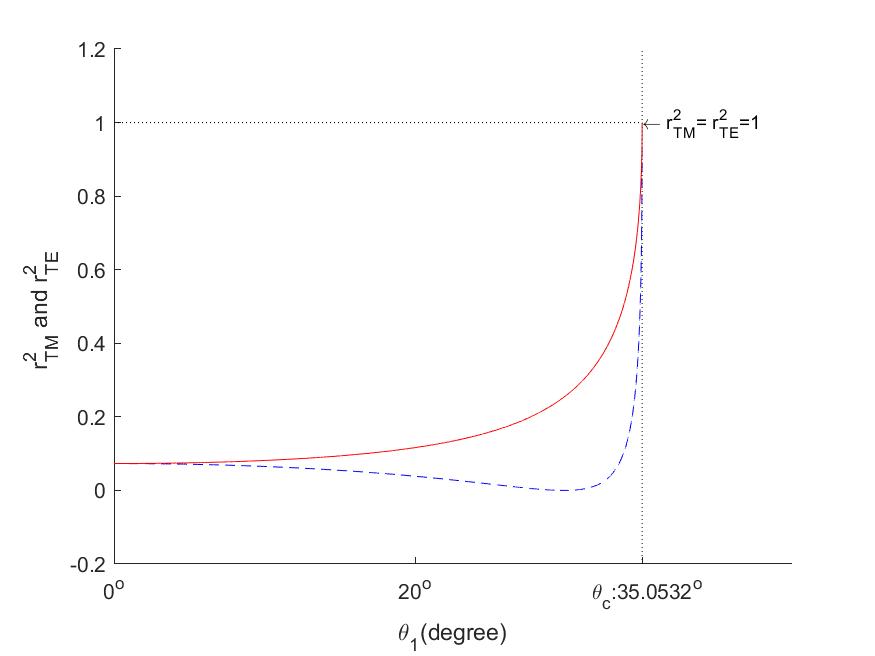 1.2
1
0.8
0.6
0.4
0.2
0
-0.2
r²TM and r²TE
r²TM= r²TE=1
0° 20° θc:35.0532°
θ1(degree)